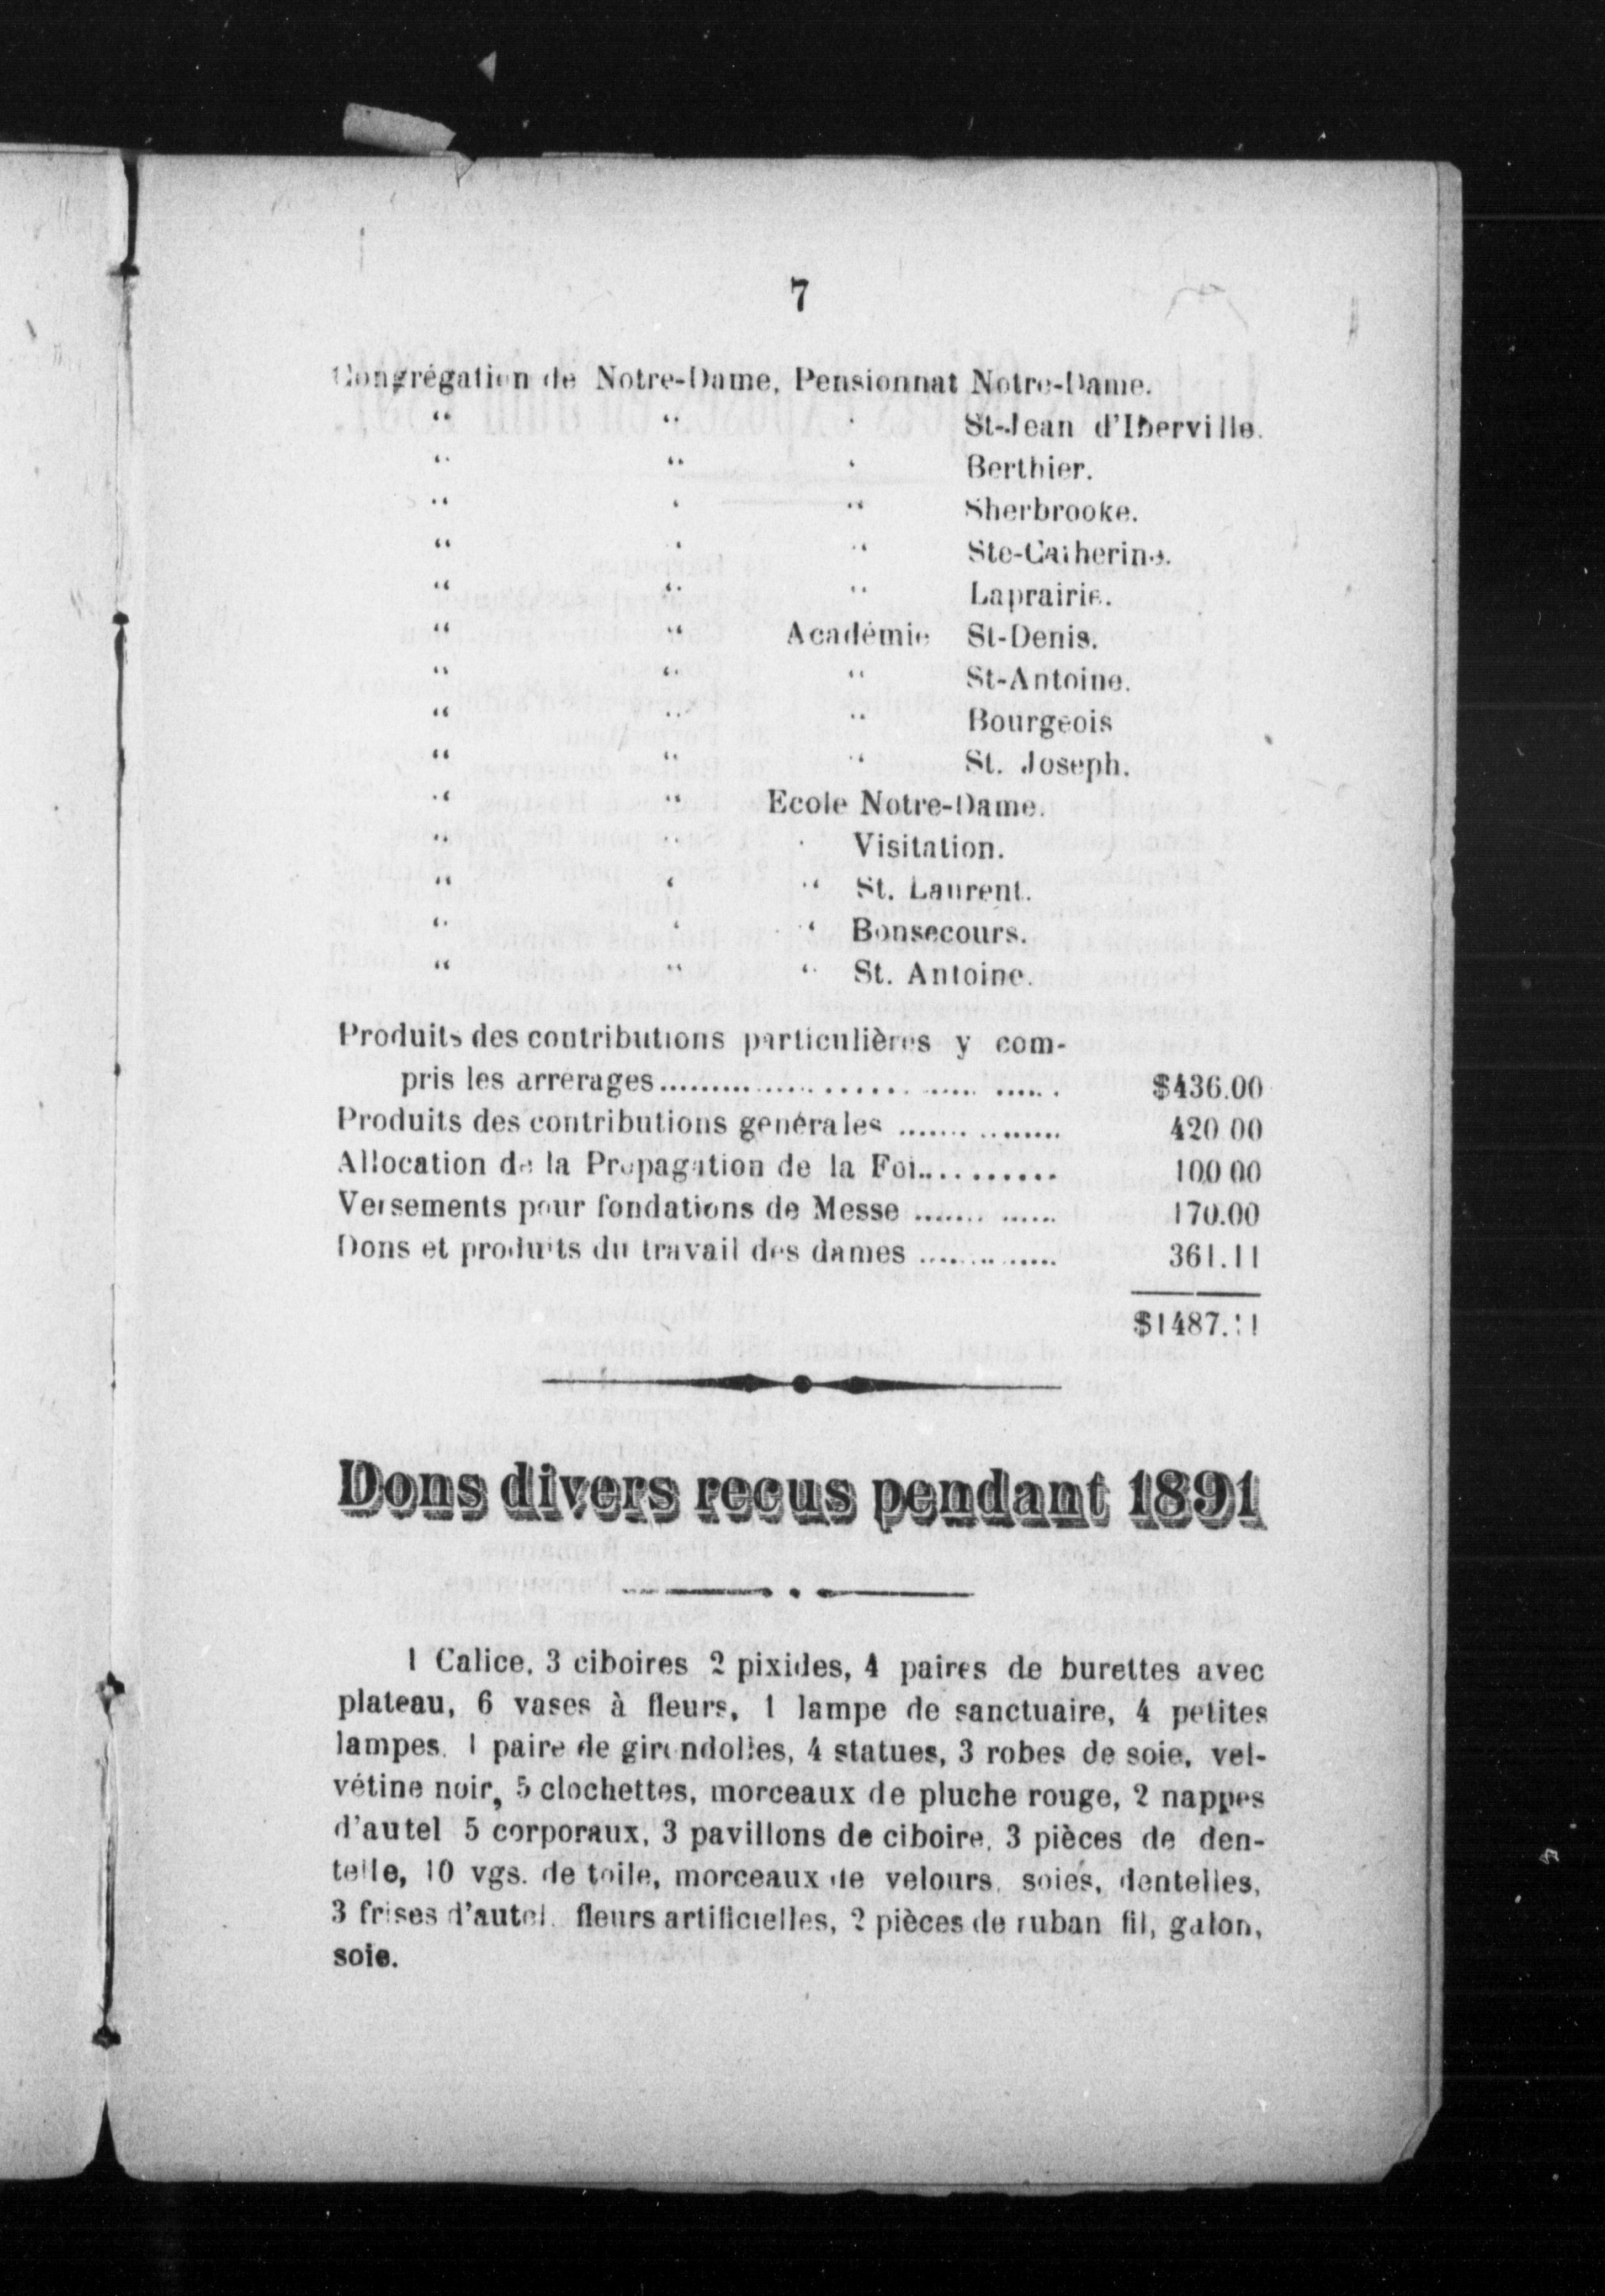 7
Congrégation de Notre-Dame, Pensionnat Notre-Dame.
“ “ “ St-Jean d'Iberville.
“ “ “ Berthier.
“ “ “ Sherbrooke.
“ “ “ Ste-Catherine.
“ “ “ Laprairie.
“ “ Académie St-Denis.
“ “ “ St-Antoine.
“ “ “ Bourgeois
“ “ “ St. Joseph.
“ “ Ecole Notre-Dame.
“ “ “ Visitation.
“ “ “ St. Laurent.
“ “ “ Bonsecours.
“ “ “ St. Antoine.
Produits des contributions particulières y com-
pris les arrerages.......................................... $436.00
Produits des contributions generales ............... 420 00
Allocation de la Propagation de la Foi............ 100 00
Versements pour fondations de Messe ............. 170.00
Dons et produits du travail des dames .............. 361.11
$1487.11
Dons divers recus pendant 1891
1 Calice, 3 ciboires 2 pixides, 4 paires de burettes avec
plateau, 6 vases à fleurs, 1 lampe de sanctuaire, 4 petites
lampes. 1 paire de girendolles, 4 statues, 3 robes de soie, vel-
vétine noir, 5 clochettes, morceaux de pluche rouge, 2 nappes
d'autel 5 corporaux, 3 pavillons de ciboire, 3 pièces de den-
telle, 10 vgs. de toile, morceaux de velours, soies, dentelles,
3 frises d'autel. fleurs artificielles, 2 pièces de ruban fil, galon,
soie.